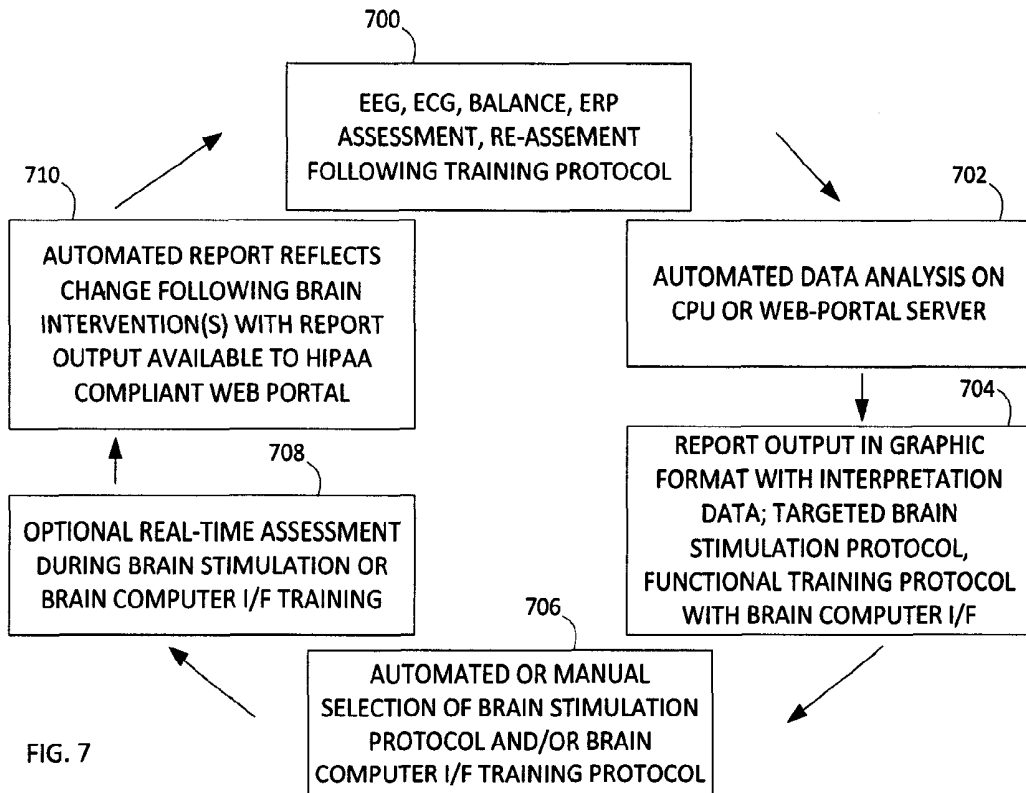 700
EEG, ECG, BALANCE, ERP
ASSESSMENT, RE-ASSEMENT
FOLLOWING TRAINING PROTOCOL
702
AUTOMATED DATA ANALYSIS ON
CPU OR WEB-PORTAL SERVER
704
REPORT OUTPUT IN GRAPHIC
FORMAT WITH INTERPRETATION
DATA; TARGETED BRAIN
STIMULATION PROTOCOL,
FUNCTIONAL TRAINING PROTOCOL
WITH BRAIN COMPUTER I/F
706
AUTOMATED OR MANUAL
SELECTION OF BRAIN STIMULATION
PROTOCOL AND/OR BRAIN
COMPUTER I/F TRAINING PROTOCOL
708
OPTIONAL REAL-TIME ASSESSMENT
DURING BRAIN STIMULATION OR
BRAIN COMPUTER I/F TRAINING
710
AUTOMATED REPORT REFLECTS
CHANGE FOLLOWING BRAIN
INTERVENTION(S) WITH REPORT
OUTPUT AVAILABLE TO HIPAA
COMPLIANT WEB PORTAL
FIG. 7